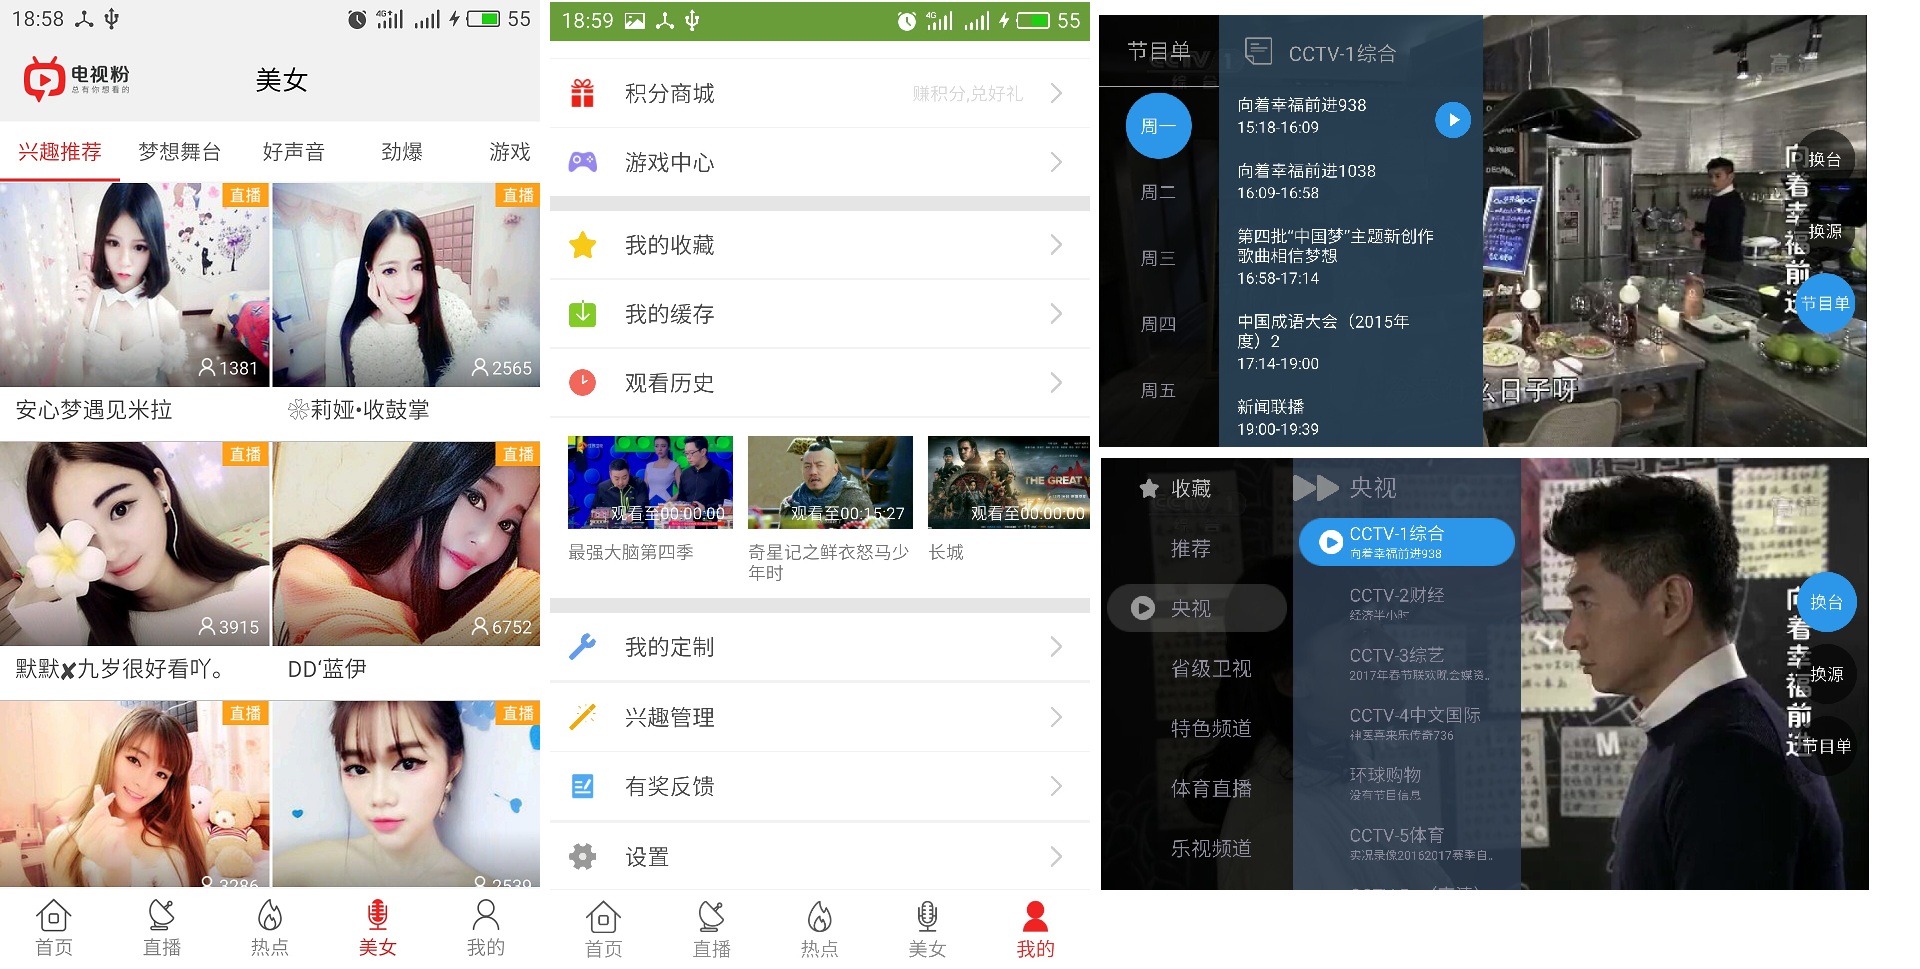 18:58
4G
55
电视粉
总有你想看的
美女
兴趣推荐
梦想舞台
好声音
劲爆
游戏
直播
直播
1381
2565
安心梦遇见米拉
莉娅•收鼓掌
直播
直播
3915
6752
默默✘九岁很好看吖。
DD‘蓝伊
直播
直播
3286
2539
首页
直播
热点
美女
我的
18:59
4G
55
积分商城
赚积分,兑好礼
游戏中心
我的收藏
我的缓存
观看历史
观看至00:00:00
观看至00:15:27
THE GREAT
观看至00:00:00
最强大脑第四季
奇星记之鲜衣怒马少
年时
长城
我的定制
兴趣管理
有奖反馈
设置
首页
直播
热点
美女
我的
节目单
CCTV-1综合
周一
周二
周三
周四
周五
向着幸福前进938
15:18-16:09
向着幸福前进1038
16:09-16:58
第四批“中国梦”主题新创作
歌曲相信梦想
16:58-17:14
中国成语大会（2015年
度）2
17:14-19:00
新闻联播
19:00-19:39
高清
向着幸福前进
换台
换源
节目单
么日子呀
收藏
推荐
央视
省级卫视
特色频道
体育直播
乐视频道
央视
CCTV-1综合
向着幸福前进938
CCTV-2财经
经济半小时
CCTV-3综艺
2017年春节联欢晚会媒资..
CCTV-4中文国际
神医喜来乐传奇736
环球购物
没有节目信息
CCTV-5体育
实况录像20162017赛季自..
M
向着幸福前进
换台
换源
节目单